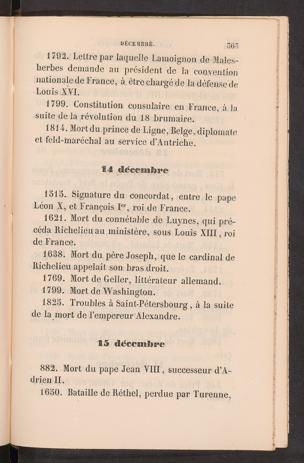 DÉCEMBRE. 363
1792. Lettre par laquelle Lamoignon de Males-
herbes demande au président de la convention
nationale de France, à être chargé de la défense de
Louis XVI.
1799. Constitution consulaire en France, à la
suite de la révolution du 18 brumaire.
1814. Mort du prince de Ligne, Belge, diplomate
et feld-maréchal au service d'Autriche.
14 décembre
1515. Signature du concordat, entre le pape
Léon X, et François Ier, roi de France.
1621. Mort du connétable de Luynes, qui pré-
céda Richelieu au ministère, sous Louis XIII, roi
de France.
1638. Mort du père Joseph, que le cardinal de
Richelieu appelait son bras droit.
1769. Mort de Geller, littérateur allemand.
1799. Mort de Washington.
1825. Troubles à Saint-Pétersbourg, à la suite
de la mort de l'empereur Alexandre.
15 décembre
882. Mort du pape Jean VIII, successeur d'A-
drien II.
1650. Bataille de Réthel, perdue par Turenne,